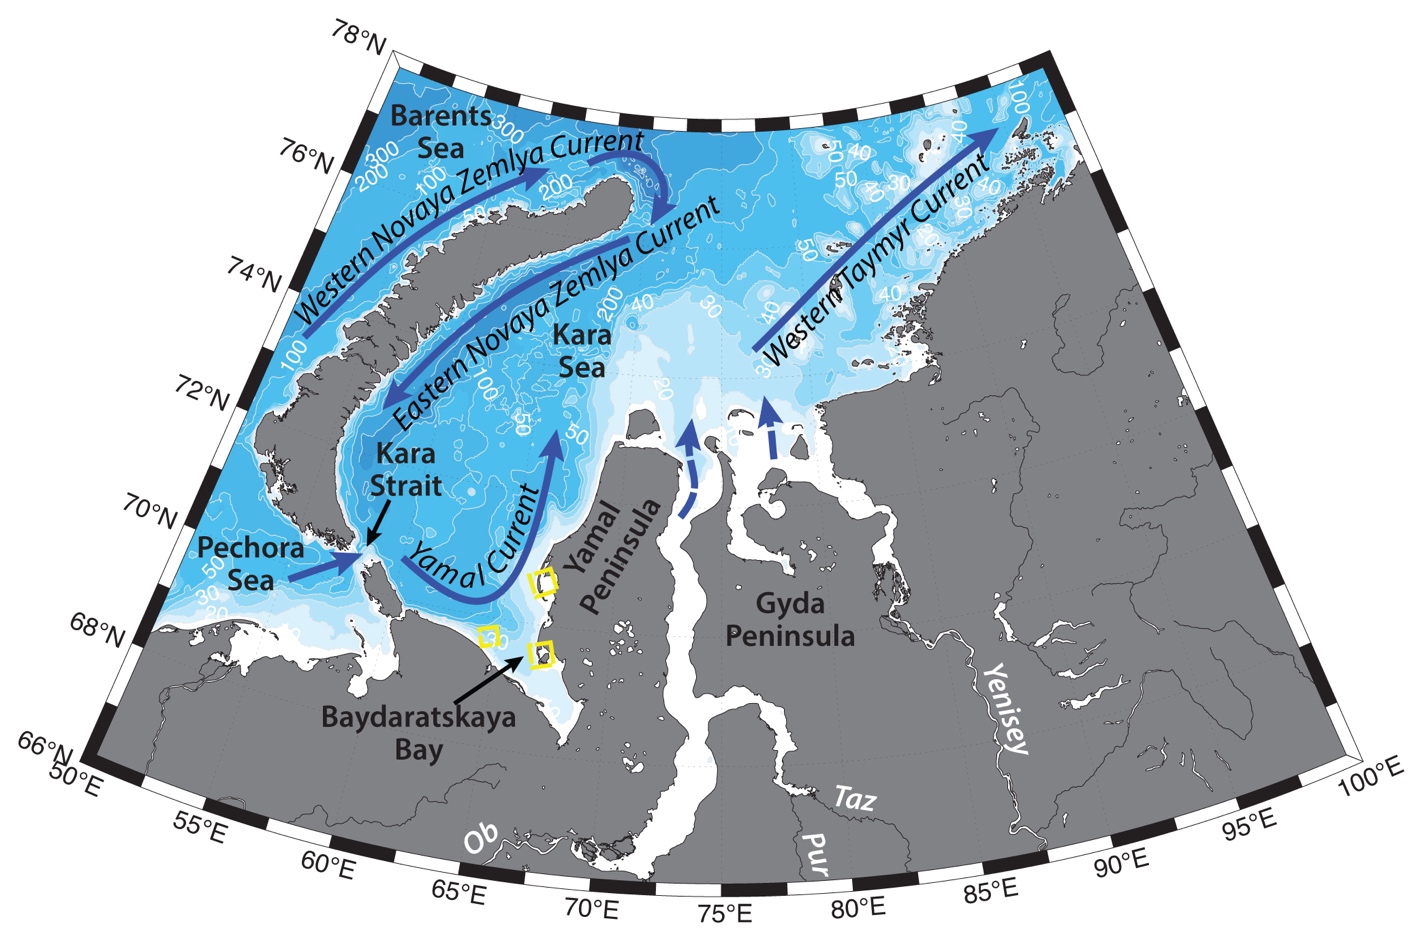 78°N
76°N
74°N
72°N
70°N
68°N
66°N
50°E
55°E
60°E
65°E
70°E
75°E
80°E
85°E
90°E
95°E
100°E
Barents
Sea
Western Novaya Zemlya Current
Eastern Novaya Zemlya Current
Western Taymyr Current
Kara
Sea
Kara
Strait
Pechora
Sea
Yamal Current
Yamal
Peninsula
Gyda
Peninsula
Baydaratskaya
Bay
Ob
Taz
Pur
Yenisey
300
300
200
100
200
50
100
100
50
50
200
40
30
20
40
30
50
40
50
40
50
40
30
40
40
30
20
100
50
30
20